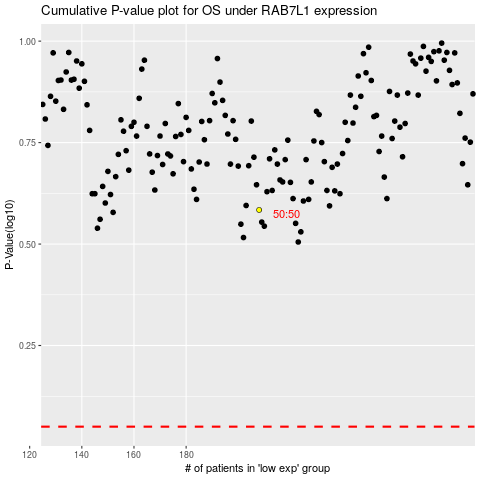 Cumulative P-value plot for OS under RAB7L1 expression
1.00
0.75
0.50
0.25
P-Value(log10)
50:50
120 140 160 180
# of patients in 'low exp' group